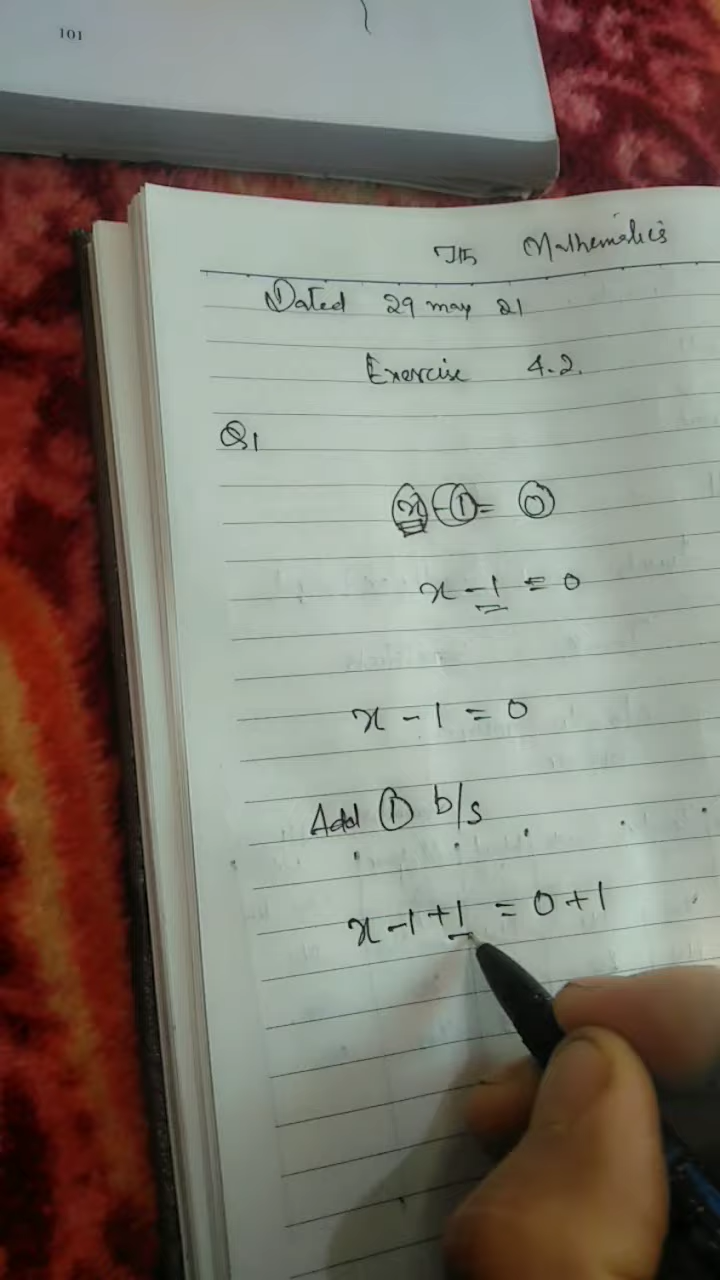 101
7th Mathematics
Dated 29 may 21
Exercise 4.2.
Q1
x - 1 = 0
x - 1 = 0
x - 1 = 0
Add 1 b/s
x - 1 + 1 = 0 + 1